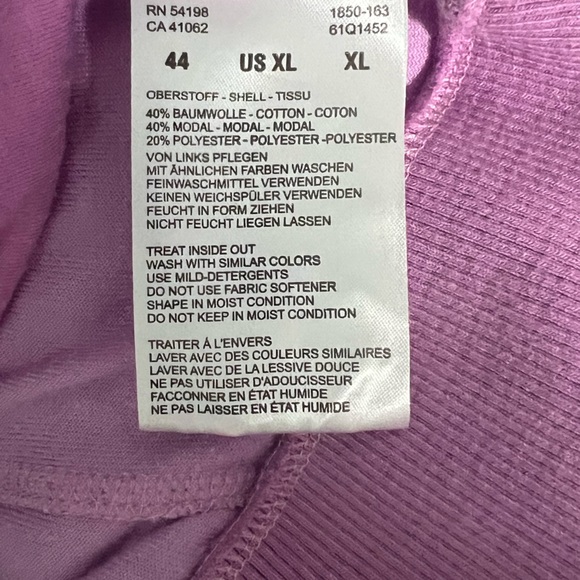 RN 54198 1850-163
CA 41062 61Q1452
44 US XL XL
OBERSTOFF - SHELL - TISSU
40% BAUMWOLLE - COTTON - COTON
40% MODAL - MODAL - MODAL
20% POLYESTER - POLYESTER -POLYESTER
VON LINKS PFLEGEN
MIT ÄHNLICHEN FARBEN WASCHEN
FEINWASCHMITTEL VERWENDEN
KEINEN WEICHSPÜLER VERWENDEN
FEUCHT IN FORM ZIEHEN
NICHT FEUCHT LIEGEN LASSEN
TREAT INSIDE OUT
WASH WITH SIMILAR COLORS
USE MILD-DETERGENTS
DO NOT USE FABRIC SOFTENER
SHAPE IN MOIST CONDITION
DO NOT KEEP IN MOIST CONDITION
TRAITER Á L'ENVERS
LAVER AVEC DES COULEURS SIMILAIRES
LAVER AVEC DE LA LESSIVE DOUCE
NE PAS UTILISER D'ADOUCISSEUR
FACCONNER EN ÉTAT HUMIDE
NE PAS LAISSER EN ÉTAT HUMIDE